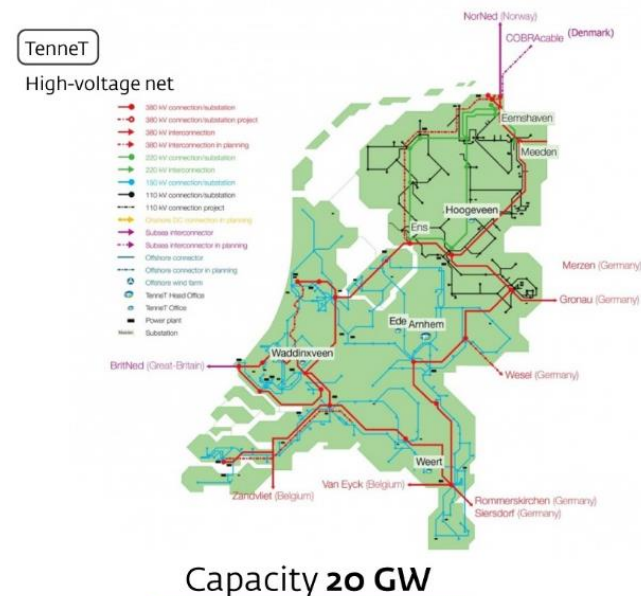 NorNed (Norway)
COBRAcable (Denmark)
TenneT
High-voltage net
380 kV connection/substation
380 kV connection/substation project
380 kV interconnection
380 kV interconnection in planning
220 kV connection/substation
220 kV interconnection
150 kV connection/substation
110 kV connection/substation
110 kV connection project
Onshore DC connection in planning
Subsea interconnector
Subsea interconnector in planning
Offshore connector
Offshore connector in planning
Offshore wind farm
TenneT Head Office
TenneT Office
Power plant
Substation
Eemshaven
Meeden
Hoogeveen
Ens
Merzen (Germany)
Gronau (Germany)
Ede Arnhem
Waddinxveen
BritNed (Great-Britain)
Wesel (Germany)
Weert
Zandvliet (Belgium)
Van Eyck (Belgium)
Rommerskirchen (Germany)
Siersdorf (Germany)
Capacity 20 GW